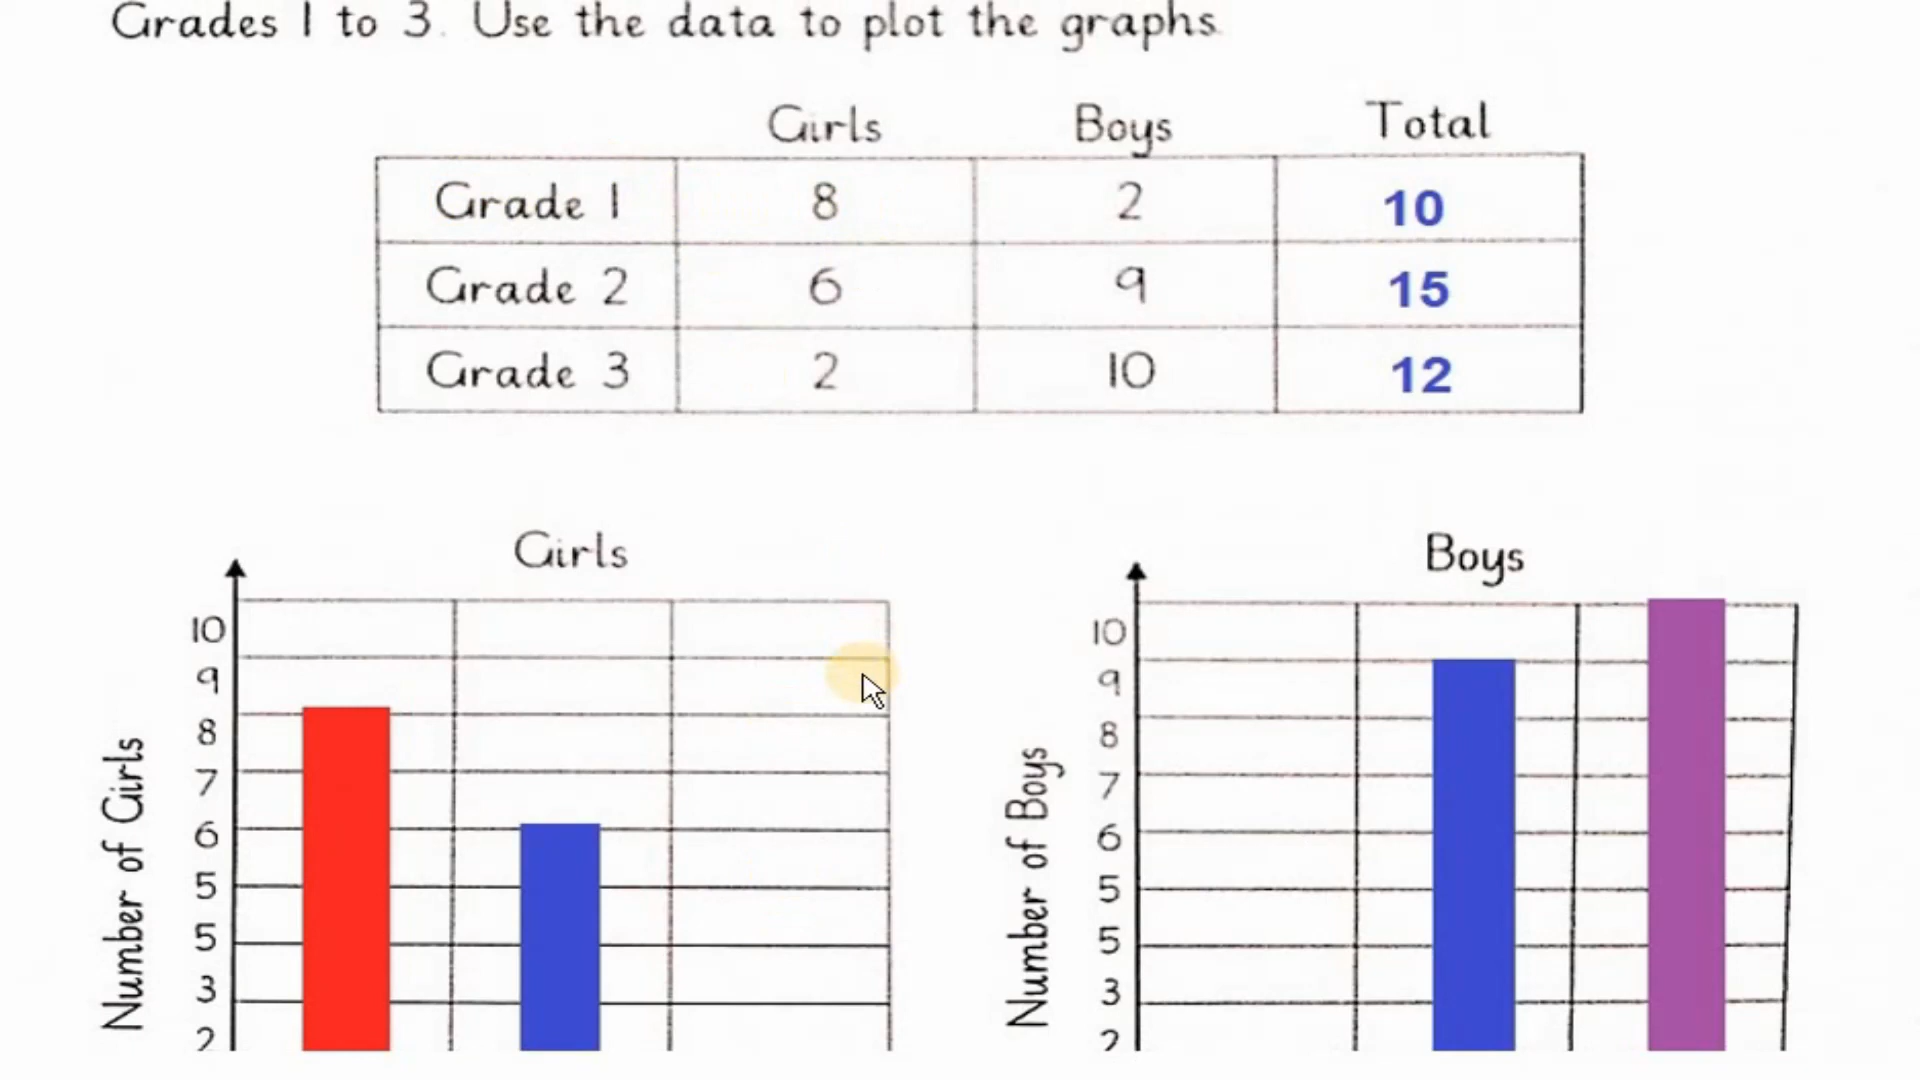 Grades 1 to 3. Use the data to plot the graphs.
Girls Boys Total
Grade 1 8 2 10
Grade 2 6 9 15
Grade 3 2 10 12
Girls
10
9
8
7
6
5
5
3
2
Number of Girls
Boys
10
9
8
7
6
5
5
3
2
Number of Boys